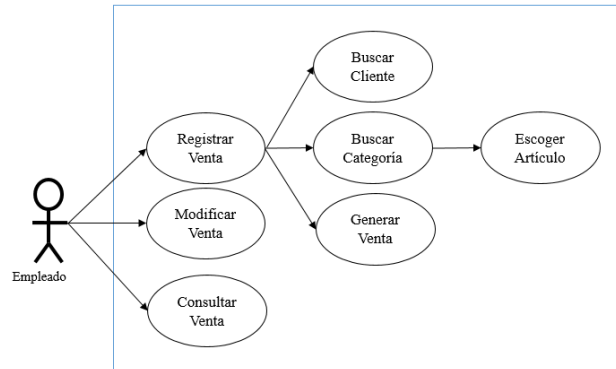 Buscar
Cliente
Registrar
Venta
Buscar
Categoría
Escoger
Artículo
Modificar
Venta
Generar
Venta
Empleado
Consultar
Venta